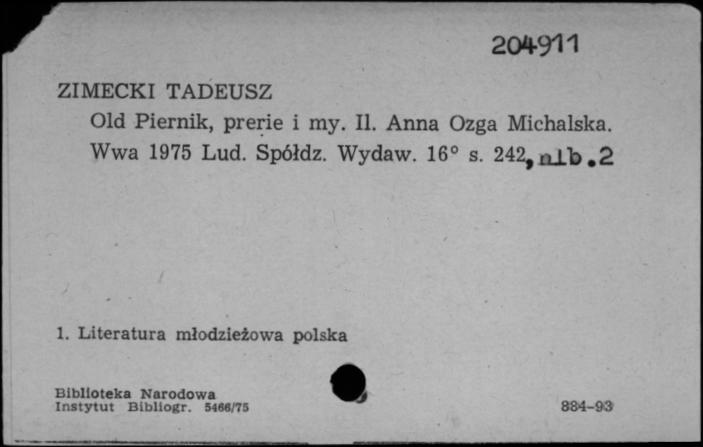 204911
ZIMECKI TADEUSZ
Old Piernik, prerie i my. Il. Anna Ozga Michalska.
Wwa 1975 Lud. Spółdz. Wydaw. 16° s. 242, nlb.2
1. Literatura młodzieżowa polska
Biblioteka Narodowa
Instytut Bibliogr. 5466/75
884-93